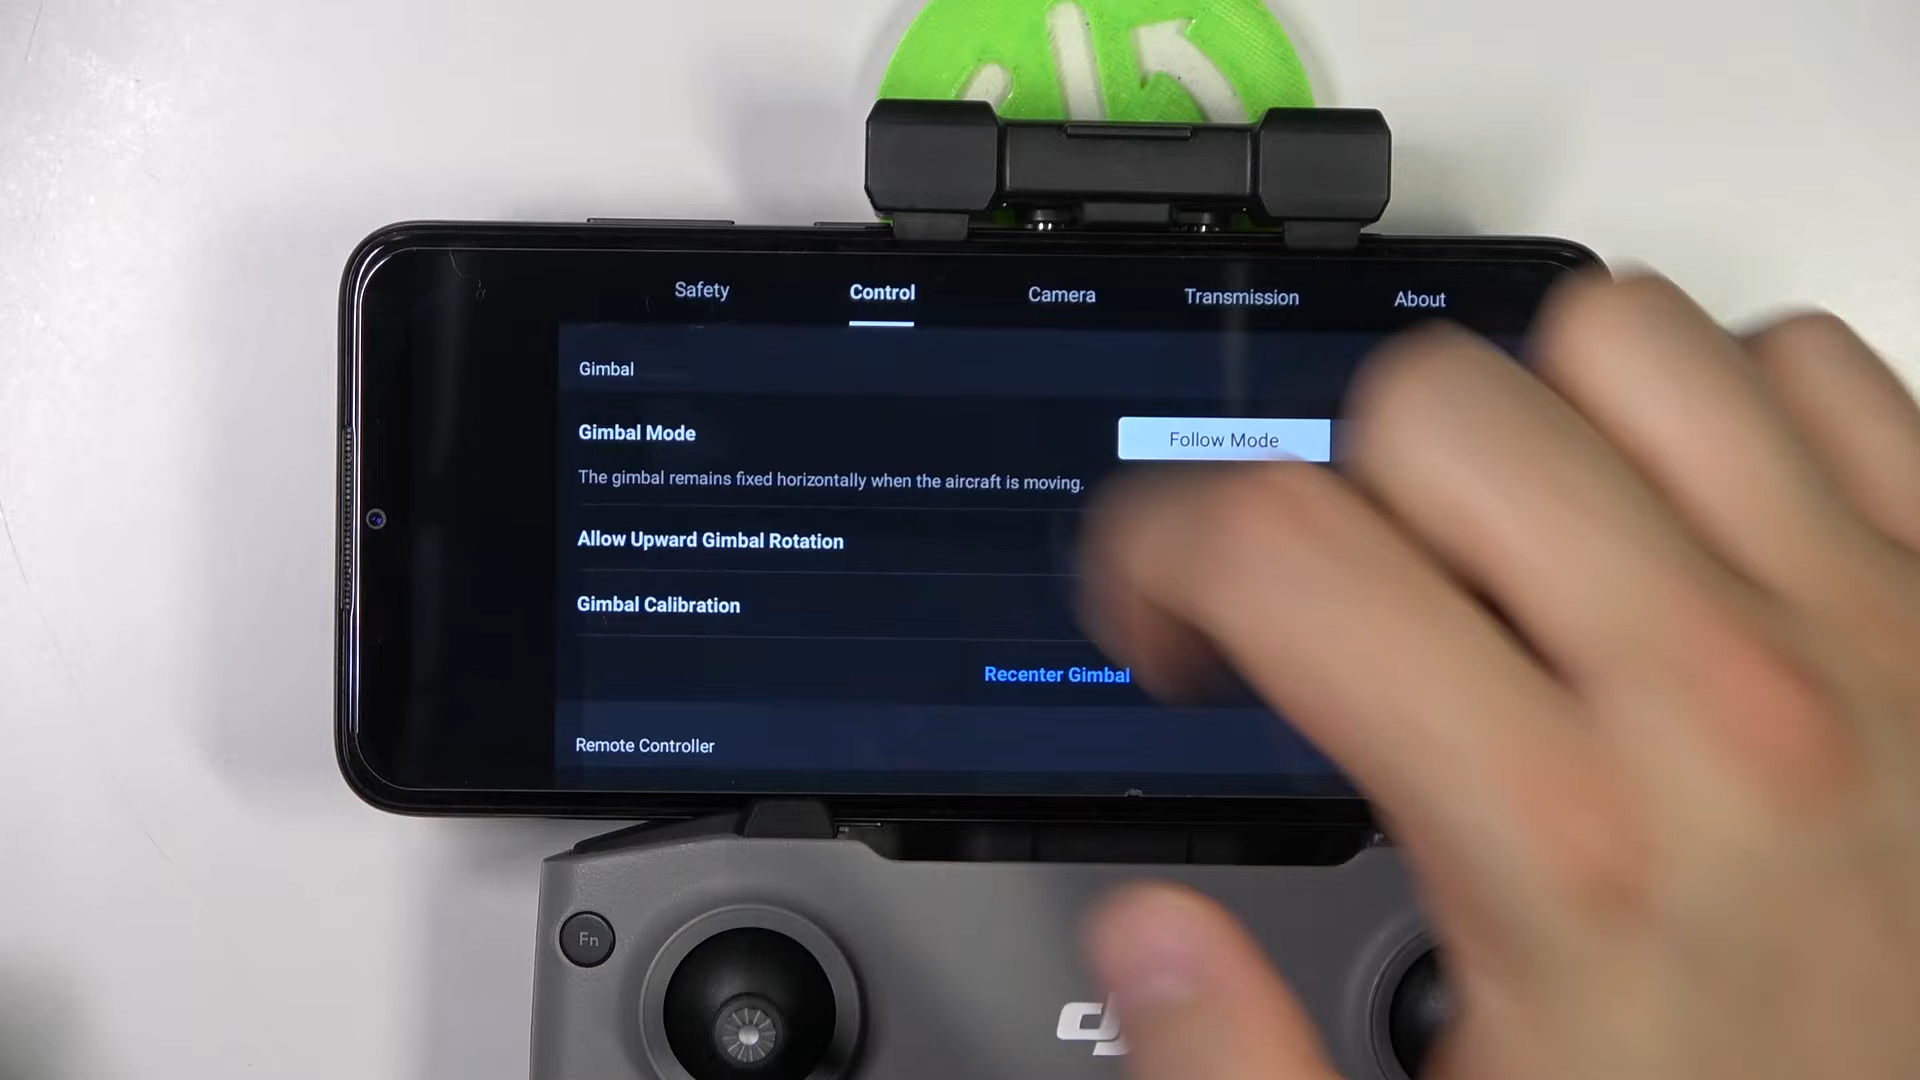 Safety
Control
Camera
Transmission
About
Gimbal
Gimbal Mode
Follow Mode
The gimbal remains fixed horizontally when the aircraft is moving.
Allow Upward Gimbal Rotation
Gimbal Calibration
Recenter Gimbal
Remote Controller
Fn